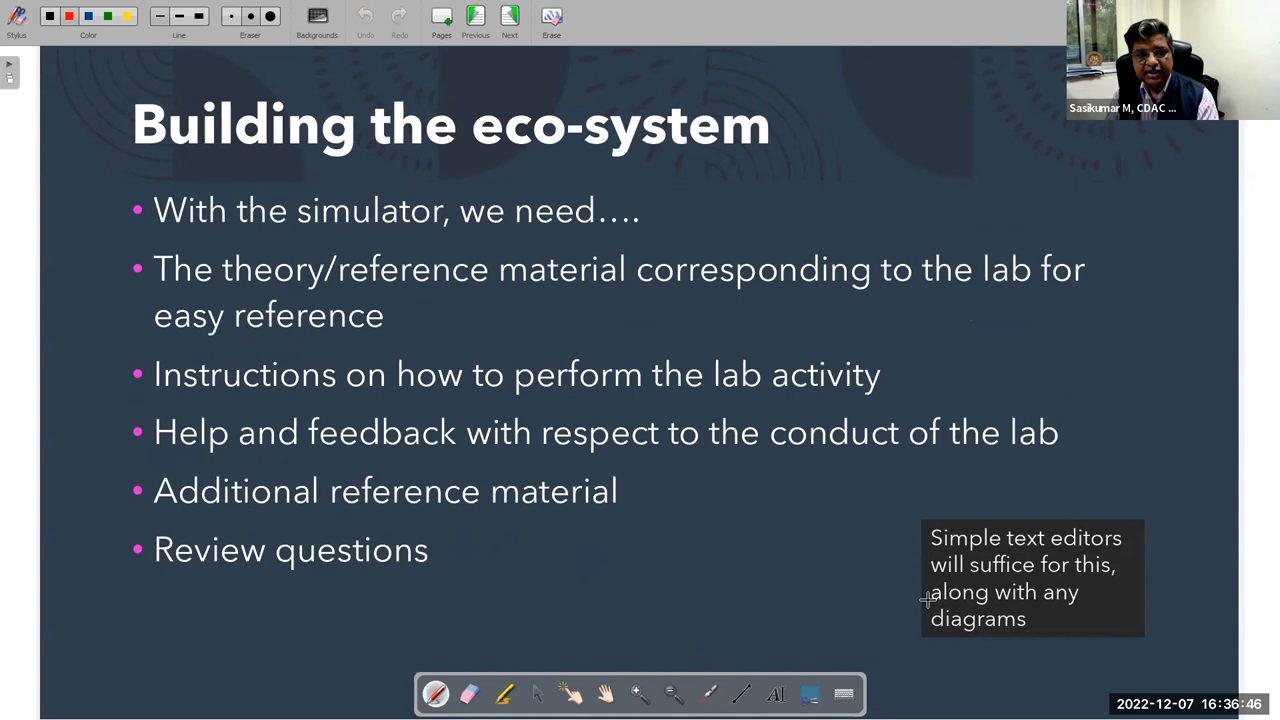 Stylus
Color
Line
Eraser
Backgrounds
Undo
Redo
Pages
Previous
Next
Erase
Sasikumar M, CDAC ...
Building the eco-system
• With the simulator, we need....
• The theory/reference material corresponding to the lab for
easy reference
• Instructions on how to perform the lab activity
• Help and feedback with respect to the conduct of the lab
• Additional reference material
• Review questions
Simple text editors
will suffice for this,
along with any
diagrams
AI
2022-12-07 16:36:46